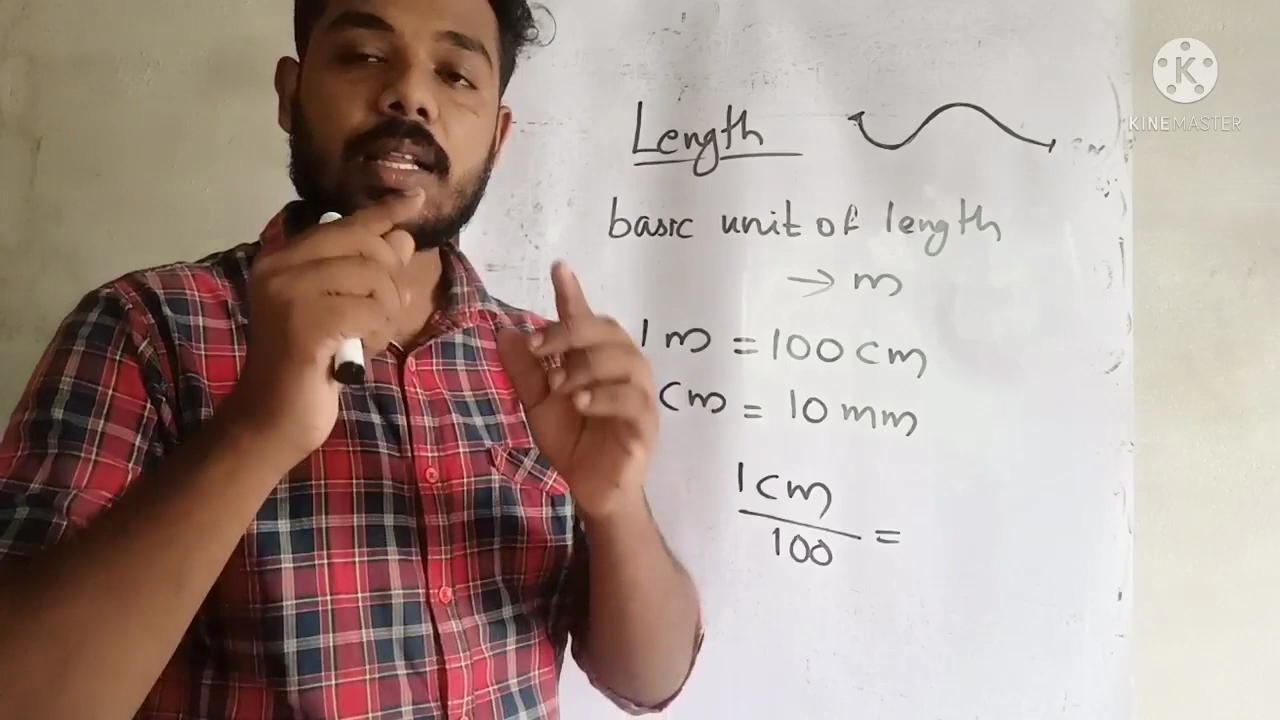 Length
basic unit of length
→ m
1 m = 100 cm
cm = 10 mm
1 cm
100 =
K
KINEMASTER